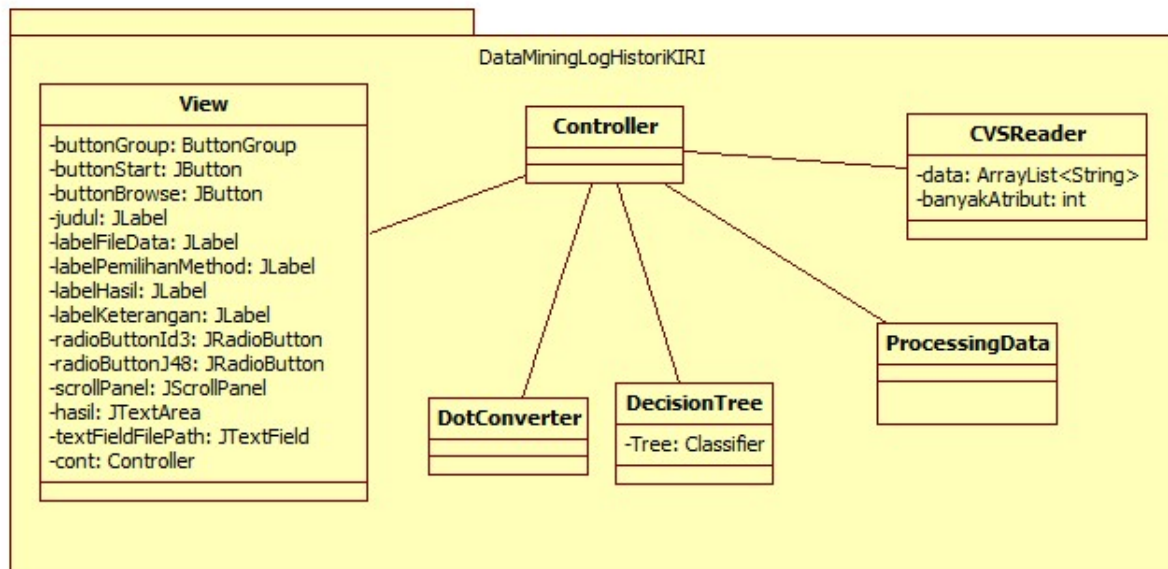 DataMiningLogHistoriKIRI
View
-buttonGroup: ButtonGroup
-buttonStart: JButton
-buttonBrowse: JButton
-judul: JLabel
-labelFileData: JLabel
-labelPemilihanMethod: JLabel
-labelHasil: JLabel
-labelKeterangan: JLabel
-radioButtonId3: JRadioButton
-radioButtonJ48: JRadioButton
-scrollPanel: JScrollPanel
-hasil: JTextArea
-textFieldFilePath: JTextField
-cont: Controller
Controller
CVSReader
-data: ArrayList<String>
-banyakAtribut: int
DotConverter
DecisionTree
-Tree: Classifier
ProcessingData